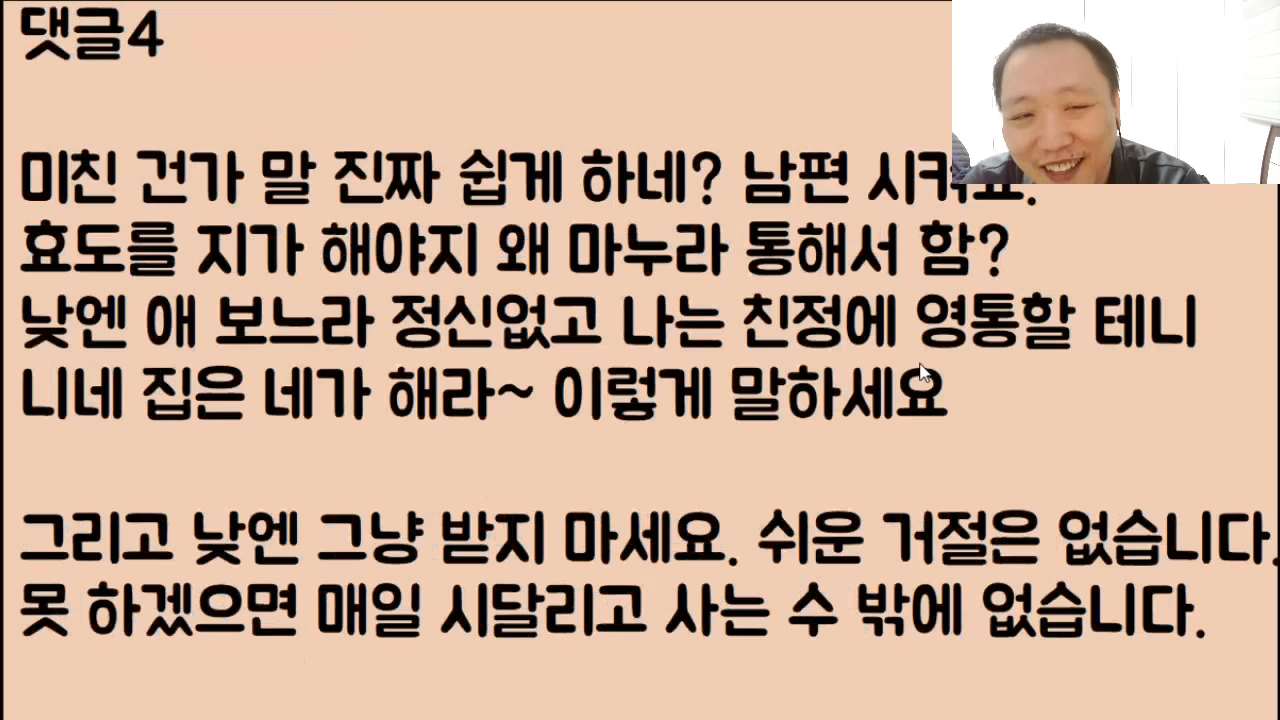 댓글4
미친 건가 말 진짜 쉽게 하네? 남편 시켜요.
효도를 지가 해야지 왜 마누라 통해서 함?
낮엔 애 보느라 정신없고 나는 친정에 영통할 테니
니네 집은 네가 해라~ 이렇게 말하세요
그리고 낮엔 그냥 받지 마세요. 쉬운 거절은 없습니다.
못 하겠으면 매일 시달리고 사는 수 밖에 없습니다.